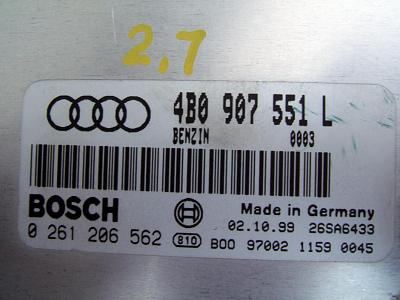 2,7
4B0 907 551 L
BENZIN 0003
BOSCH
Made in Germany
02.10.99 26SA6433
0 261 206 562 810 B00 97002 1159 0045